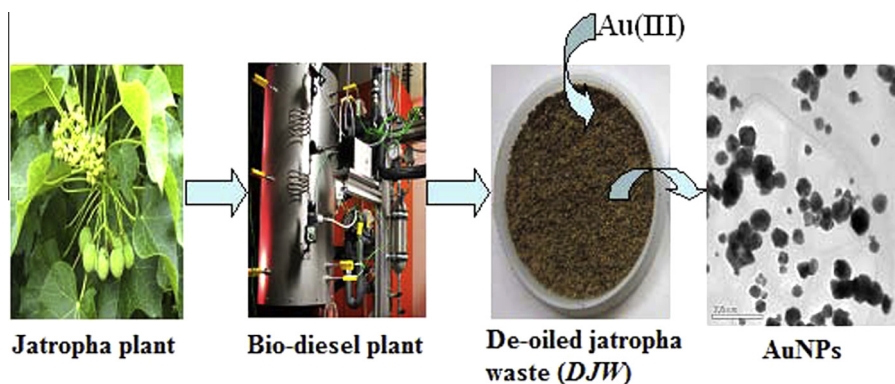 Au(III)
Jatropha plant
Bio-diesel plant
De-oiled jatropha
waste (DJW)
AuNPs